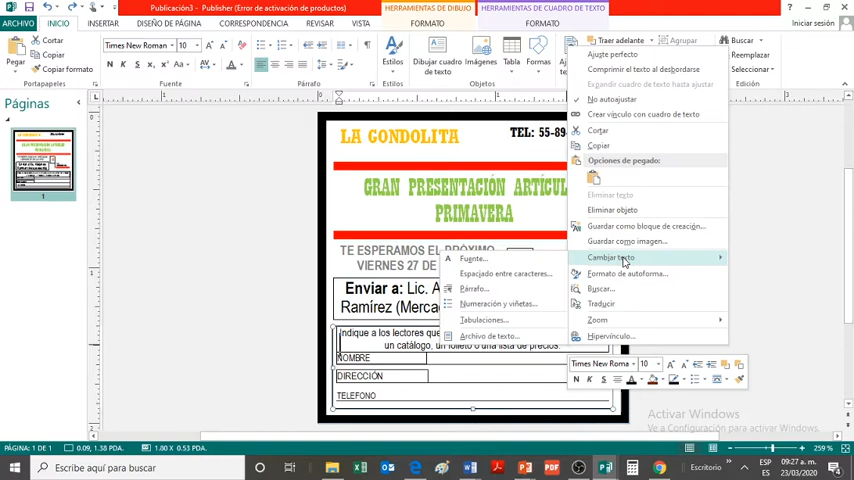 Publicación3 - Publisher (Error de activación de productos)
HERRAMIENTAS DE DIBUJO
HERRAMIENTAS DE CUADRO DE TEXTO
ARCHIVO
INICIO
INSERTAR
DISEÑO DE PÁGINA
CORRESPONDENCIA
REVISAR
VISTA
FORMATO
FORMATO
Iniciar sesión
Pegar
Cortar
Copiar
Copiar formato
Portapapeles
Times New Roman
10
N K S
Fuente
Párrafo
Estilos
Estilos
Dibujar cuadro
de texto
Imágenes
Tabla
Formas
Objetos
Traer adelante
Agrupar
Buscar
Reemplazar
Seleccionar
Edición
Páginas
1
LA GONDOLITA
TEL: 55-89
GRAN PRESENTACIÓN ARTÍCUL
PRIMAVERA
TE ESPERAMOS EL PRÓXIMO
VIERNES 27 DE
Enviar a: Lic. A
Ramírez (Mercad
Indique a los lectores que
un catálogo, un folleto o una lista de precios.
NOMBRE
DIRECCIÓN
TELEFONO
Ajuste perfecto
Comprimir el texto al desbordarse
Expandir cuadro de texto hasta ajustar
No autoajustar
Crear vínculo con cuadro de texto
Cortar
Copiar
Opciones de pegado:
Eliminar texto
Eliminar objeto
Guardar como bloque de creación...
Guardar como imagen...
Cambiar texto
Formato de autoforma...
Buscar...
Traducir
Zoom
Hipervínculo...
Fuente...
Espaciado entre caracteres...
Párrafo...
Numeración y viñetas...
Tabulaciones...
Archivo de texto...
Times New Roman
10
N K S
Activar Windows
Ve a Configuración para activar Windows.
PÁGINA: 1 DE 1
0.09, 1.38 PDA.
1.80 x 0.53 PDA.
259 %
Escribe aquí para buscar
Escritorio
ESP
ES
09:27 a. m.
23/03/2020